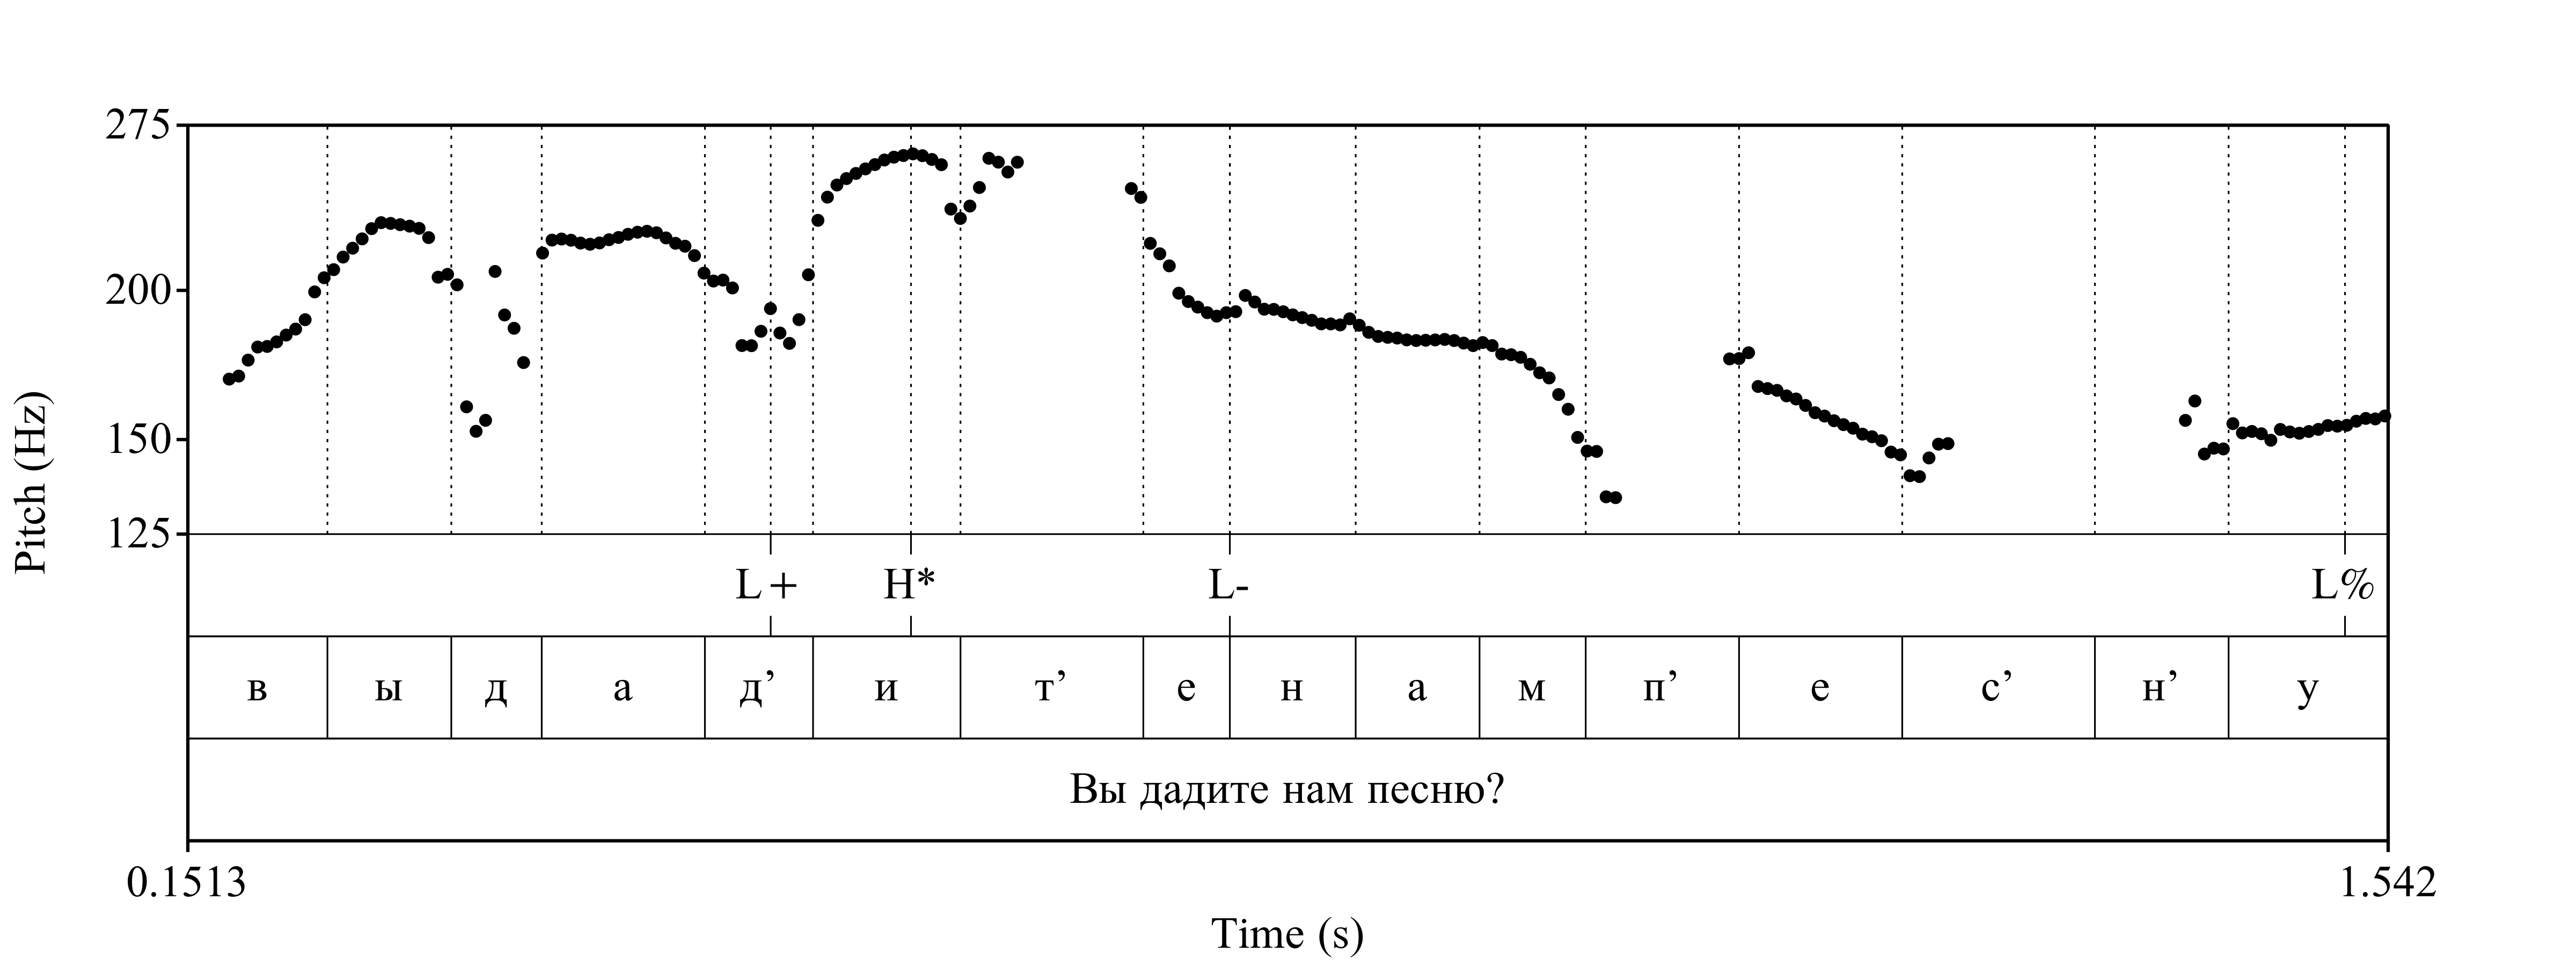 275
200
150
125
Pitch (Hz)
L+ H* L- L%
в ы д а д’ и т’ е н а м п’ е с’ н’ у
Вы дадите нам песню?
0.1513 1.542
Time (s)